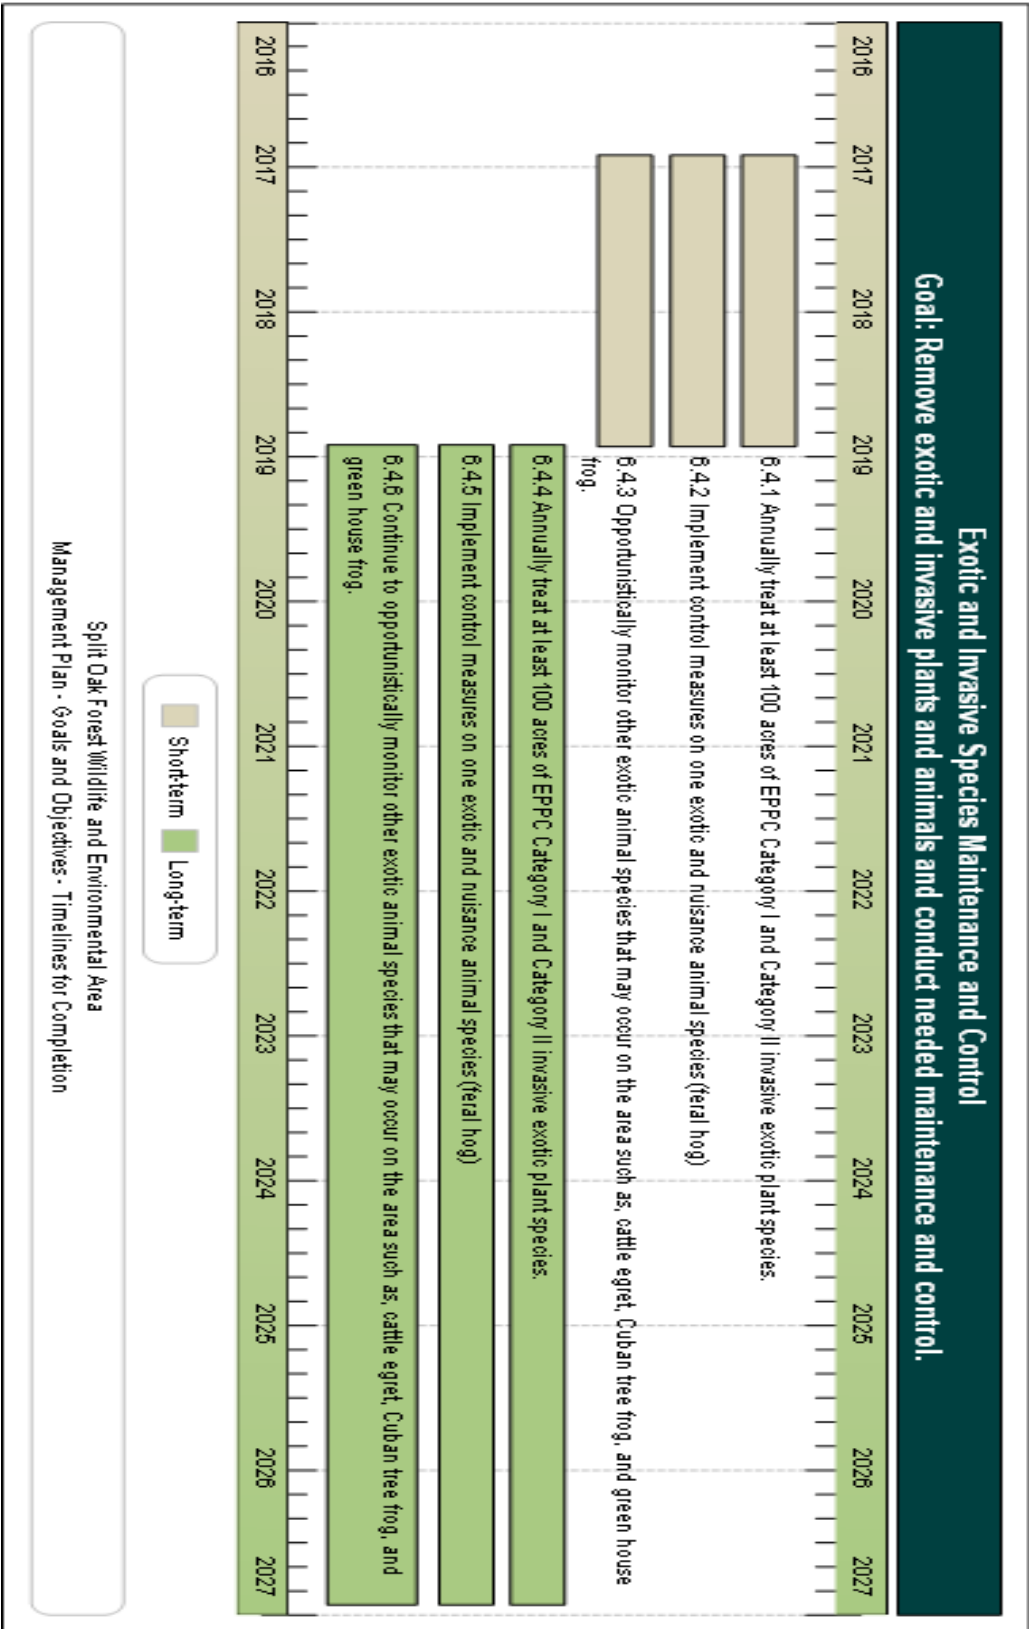 Exotic and Invasive Species Maintenance and Control
Goal: Remove exotic and invasive plants and animals and conduct needed maintenance and control.
2016 2017 2018 2019 2020 2021 2022 2023 2024 2025 2026 2027
6.4.1 Annually treat at least 100 acres of EPPC Category I and Category II invasive exotic plant species.
6.4.2 Implement control measures on one exotic and nuisance animal species (feral hog)
6.4.3 Opportunistically monitor other exotic animal species that may occur on the area such as, cattle egret, Cuban tree frog, and green house
frog.
6.4.4 Annually treat at least 100 acres of EPPC Category I and Category II invasive exotic plant species.
6.4.5 Implement control measures on one exotic and nuisance animal species (feral hog)
6.4.6 Continue to opportunistically monitor other exotic animal species that may occur on the area such as, cattle egret, Cuban tree frog, and
green house frog.
2016 2017 2018 2019 2020 2021 2022 2023 2024 2025 2026 2027
Short-term Long-term
Split Oak Forest Wildlife and Environmental Area
Management Plan - Goals and Objectives - Timelines for Completion